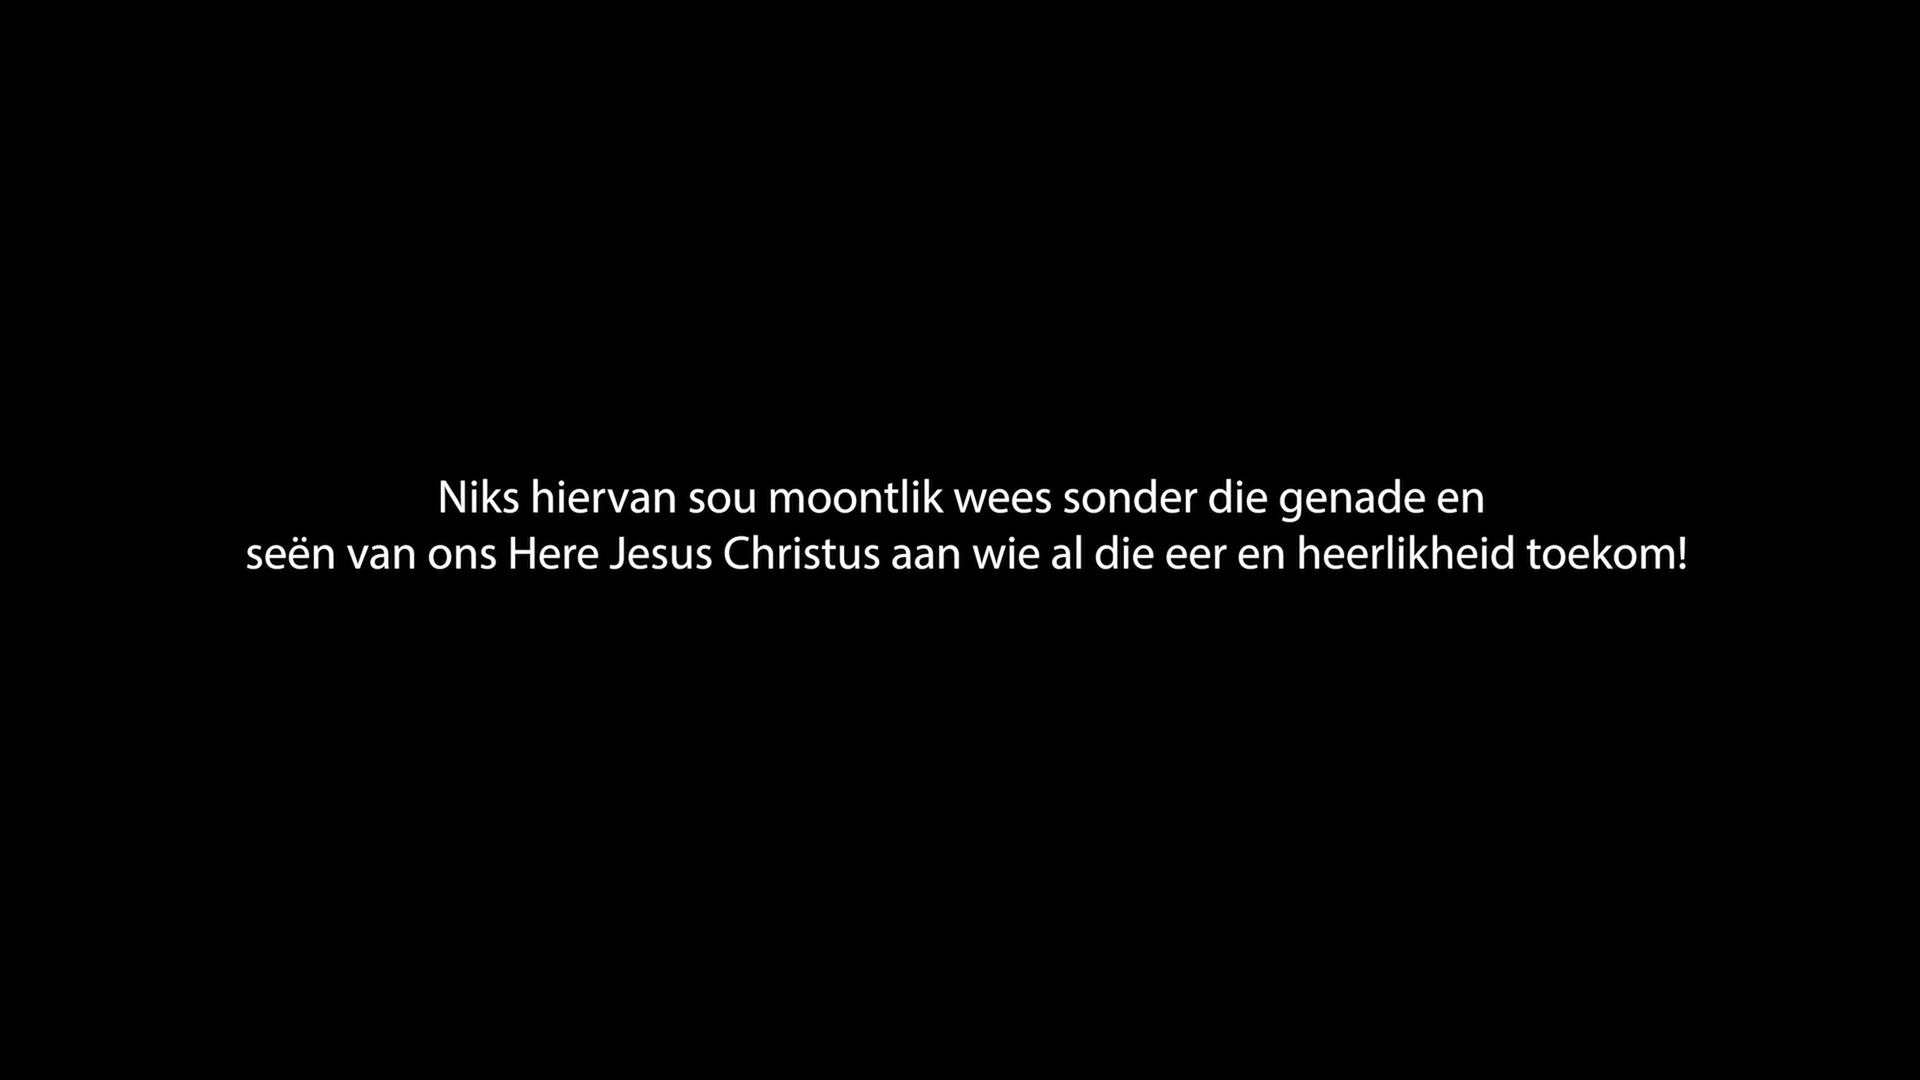 Niks hiervan sou moontlik wees sonder die genade en
seën van ons Here Jesus Christus aan wie al die eer en heerlikheid toekom!